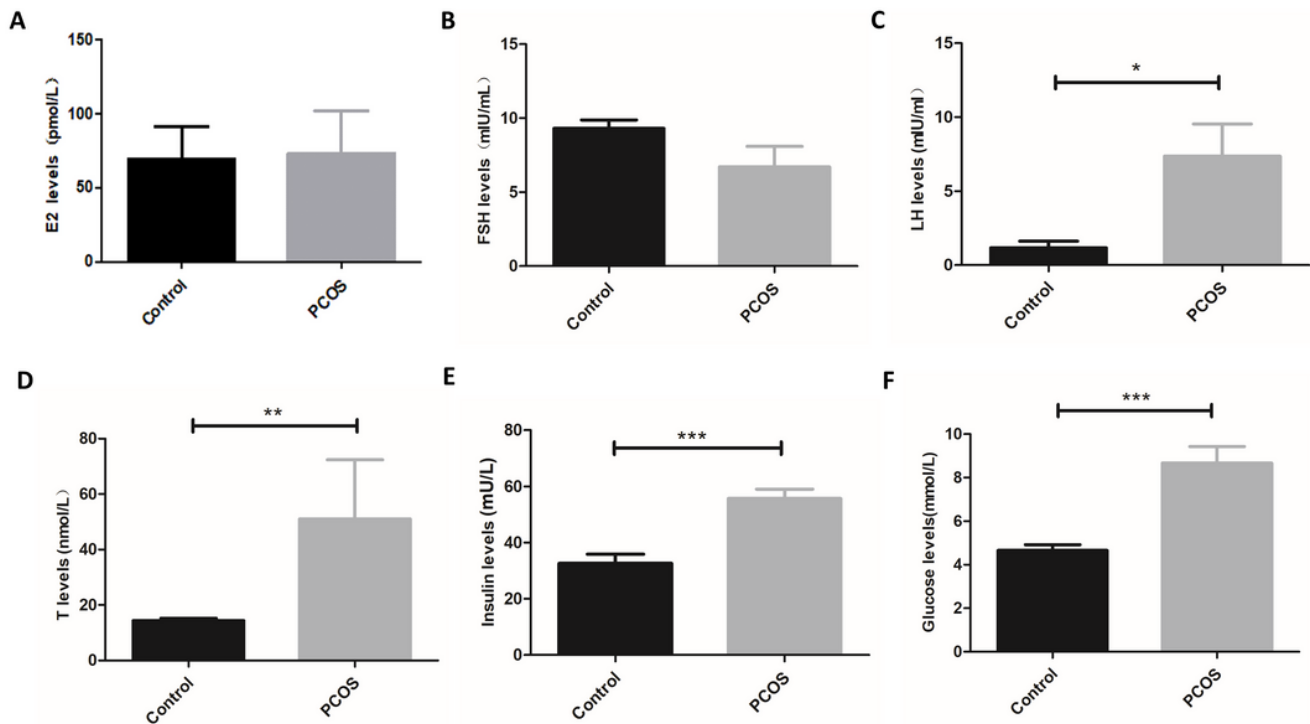 A
E2 levels (pmol/L)
150
100
50
0
Control
PCOS
B
FSH levels (mIU/mL)
15
10
5
0
Control
PCOS
C
LH levels (mIU/ml)
15
10
5
0
*
Control
PCOS
D
T levels (nmol/L)
80
60
40
20
0
**
Control
PCOS
E
Insulin levels (mU/L)
80
60
40
20
0
***
Control
PCOS
F
Glucose levels(mmol/L)
10
8
6
4
2
0
***
Control
PCOS